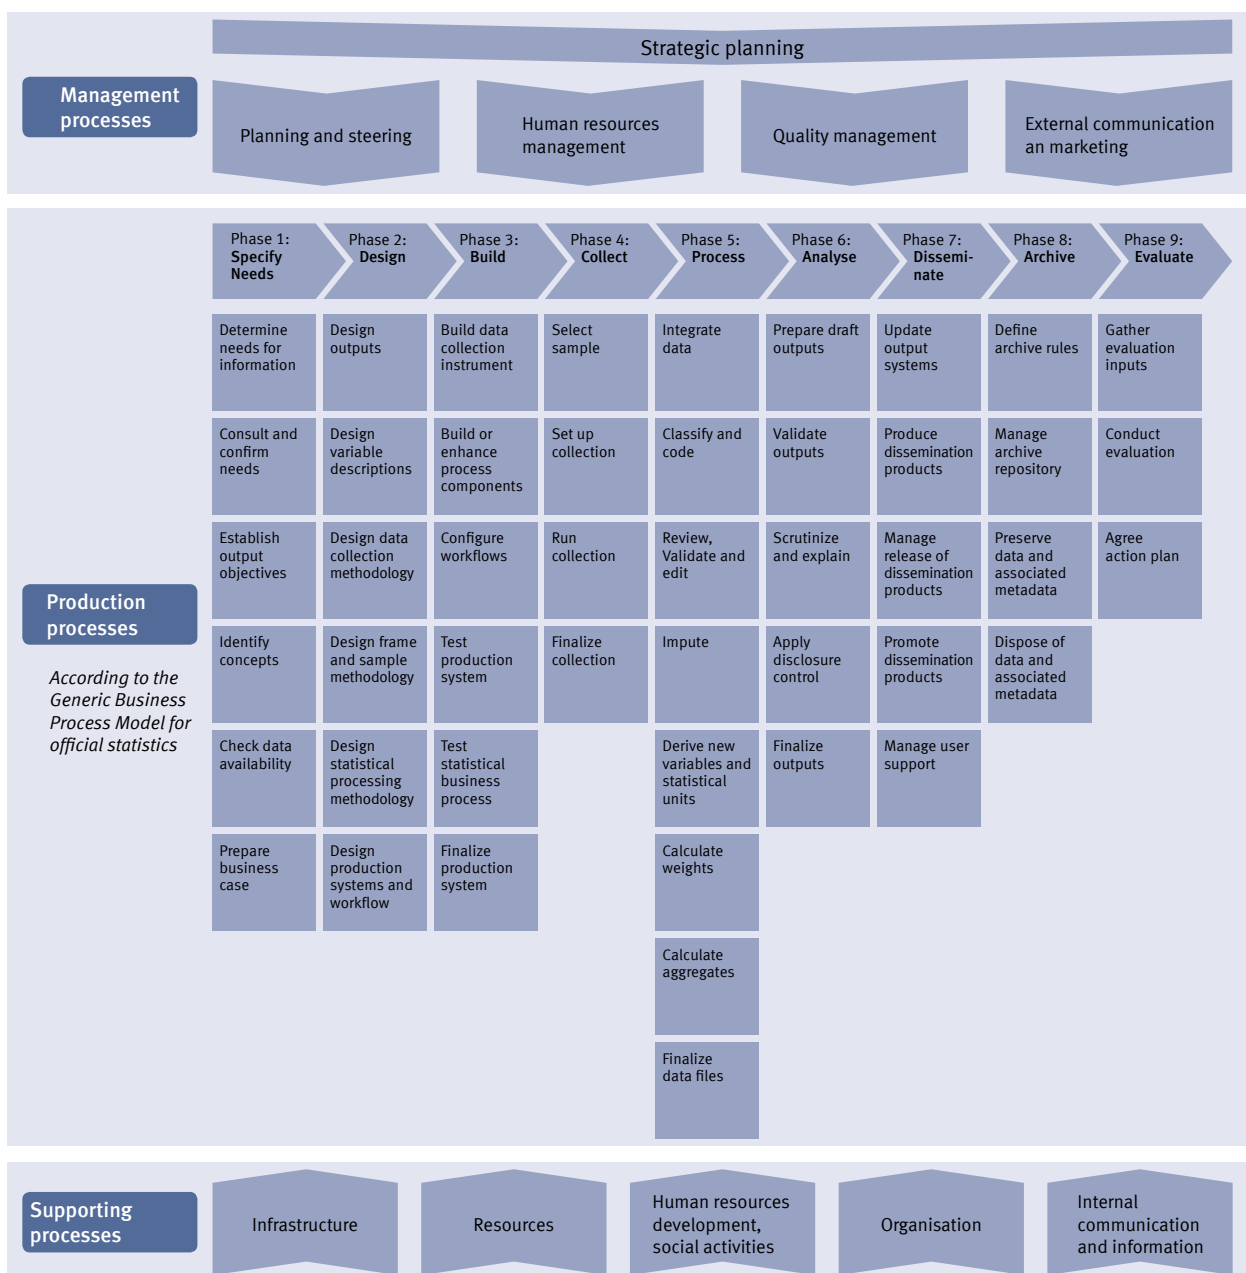 Strategic planning
Management
processes
Planning and steering
Human resources
management
Quality management
External communication
an marketing
Phase 1:
Specify
Needs
Phase 2:
Design
Phase 3:
Build
Phase 4:
Collect
Phase 5:
Process
Phase 6:
Analyse
Phase 7:
Dissemi-
nate
Phase 8:
Archive
Phase 9:
Evaluate
Determine
needs for
information
Design
outputs
Build data
collection
instrument
Select
sample
Integrate
data
Prepare draft
outputs
Update
output
systems
Define
archive rules
Gather
evaluation
inputs
Consult and
confirm
needs
Design
variable
descriptions
Build or
enhance
process
components
Set up
collection
Classify and
code
Validate
outputs
Produce
dissemination
products
Manage
archive
repository
Conduct
evaluation
Establish
output
objectives
Design data
collection
methodology
Configure
workflows
Run
collection
Review,
Validate and
edit
Scrutinize
and explain
Manage
release of
dissemination
products
Preserve
data and
associated
metadata
Agree
action plan
Production
processes
According to the
Generic Business
Process Model for
official statistics
Identify
concepts
Design frame
and sample
methodology
Test
production
system
Finalize
collection
Impute
Apply
disclosure
control
Promote
dissemination
products
Dispose of
data and
associated
metadata
Check data
availability
Design
statistical
processing
methodology
Test
statistical
business
process
Derive new
variables and
statistical
units
Finalize
outputs
Manage user
support
Prepare
business
case
Design
production
systems and
workflow
Finalize
production
system
Calculate
weights
Calculate
aggregates
Finalize
data files
Supporting
processes
Infrastructure
Resources
Human resources
development,
social activities
Organisation
Internal
communication
and information